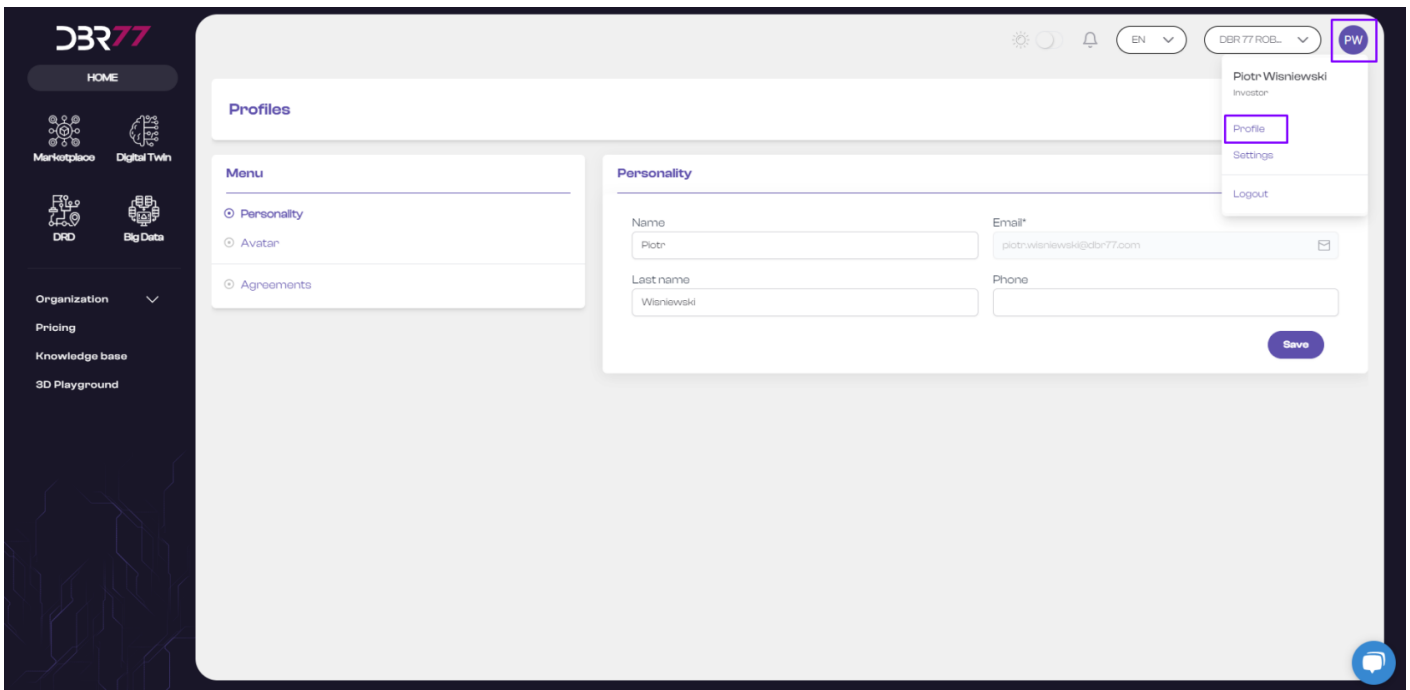 DBR77
EN
DBR 77 ROB...
PW
HOME
Piotr Wisniewski
Investor
Profile
Settings
Logout
Marketplace
Digital Twin
DRD
Big Data
Organization
Pricing
Knowledge base
3D Playground
Profiles
Menu
Personality
Avatar
Agreements
Personality
Name
Piotr
Email*
piotr.wisniewski@dbr77.com
Last name
Wisniewski
Phone
Save